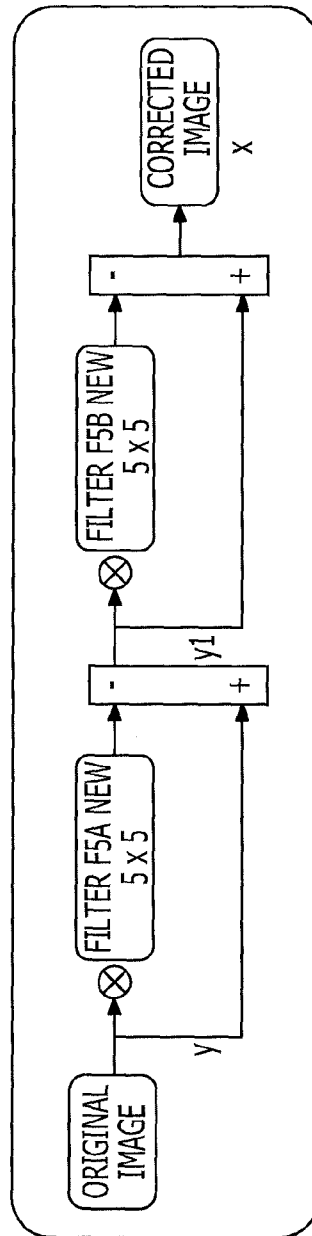 ORIGINAL
IMAGE
y
FILTER F5A NEW
5 x 5
-
+
y1
FILTER F5B NEW
5 x 5
-
+
CORRECTED
IMAGE
x